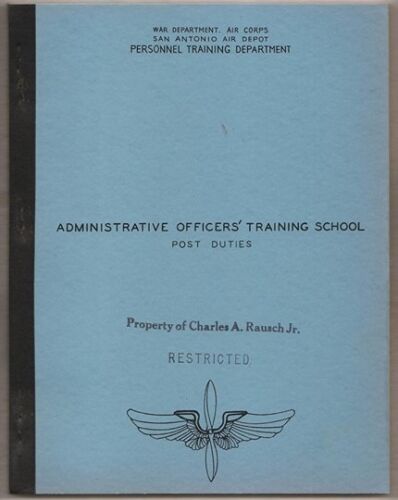 WAR DEPARTMENT, AIR CORPS
SAN ANTONIO AIR DEPOT
PERSONNEL TRAINING DEPARTMENT
ADMINISTRATIVE OFFICERS' TRAINING SCHOOL
POST DUTIES
Property of Charles A. Rausch Jr.
RESTRICTED